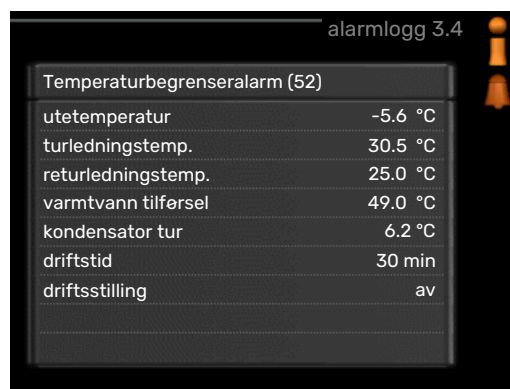 alarmlogg 3.4
Temperaturbegrenseralarm (52)
utetemperatur -5.6 °C
turledningstemp. 30.5 °C
returledningstemp. 25.0 °C
varmtvann tilførsel 49.0 °C
kondensator tur 6.2 °C
driftstid 30 min
driftsstilling av